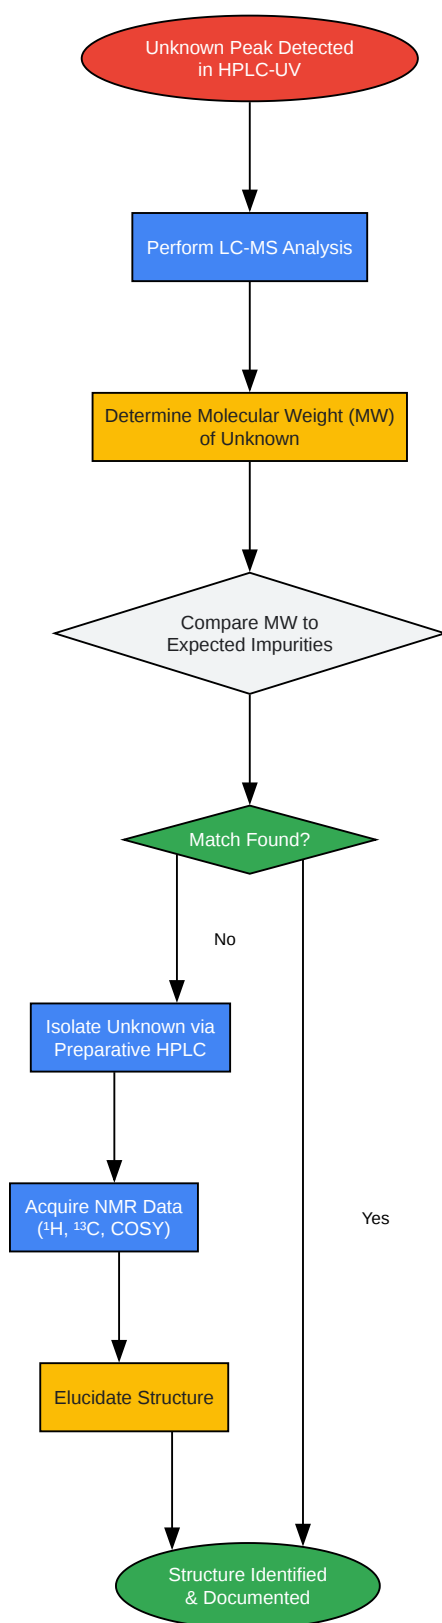 Unknown Peak Detected
in HPLC-UV
Perform LC-MS Analysis
Determine Molecular Weight (MW)
of Unknown
Compare MW to
Expected Impurities
Match Found?
No
Isolate Unknown via
Preparative HPLC
Acquire NMR Data
(¹H, ¹³C, COSY)
Yes
Elucidate Structure
Structure Identified
& Documented